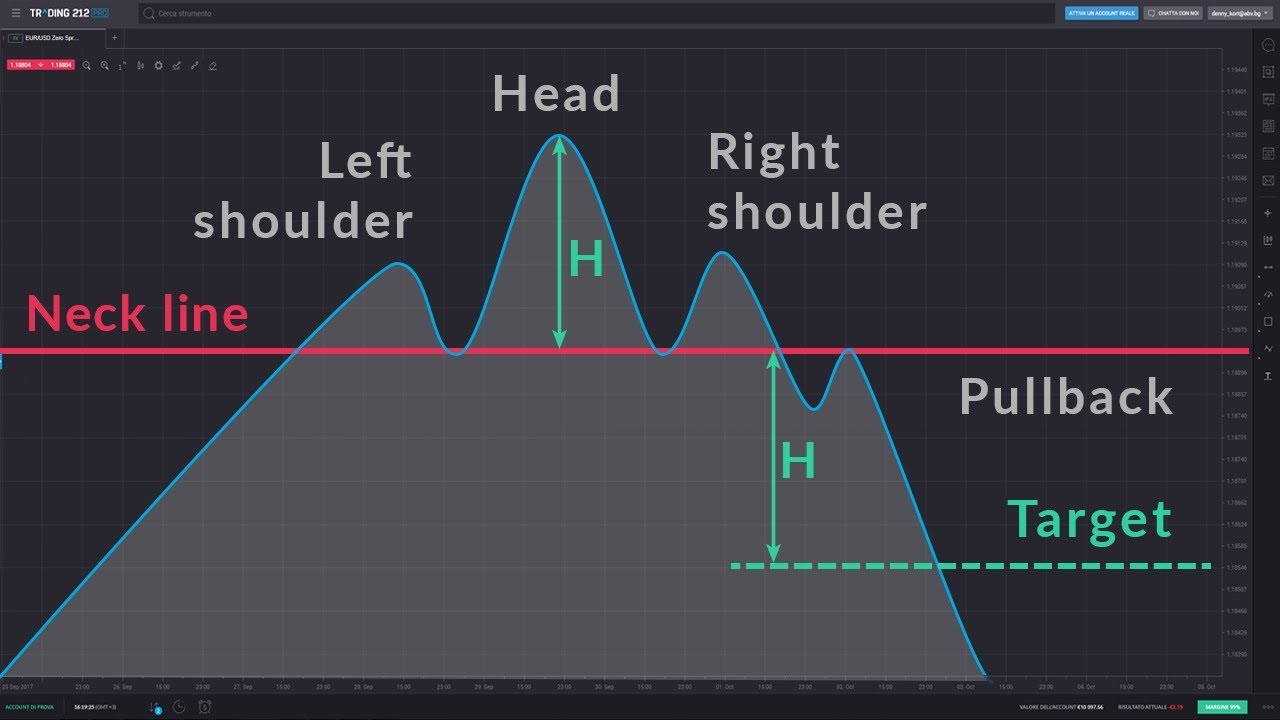 TRADING 212 PRO
Cerca strumento
ATTIVA UN ACCOUNT REALE
CHATTA CON NOI
denny_kort@abv.bg
FX EUR/USD Zero Spr...
1.18804 1.18804
Head
Left
shoulder
Right
shoulder
H
Neck line
Pullback
H
Target
1.19440
1.19401
1.19362
1.19323
1.19284
1.19246
1.19207
1.19168
1.19129
1.19090
1.19051
1.19012
1.18973
1.18896
1.18857
1.18740
1.18701
1.18662
1.18624
1.18585
1.18546
1.18507
1.18468
1.18429
1.18390
25 Sep 2017 23:00 26. Sep 15:00 23:00 27. Sep 15:00 23:00 28. Sep 15:00 23:00 29. Sep 15:00 23:00 30. Sep 15:00 23:00 01. Oct 15:00 23:00 02. Oct 15:00 23:00 03. Oct 15:00 23:00 04. Oct 15:00 23:00 05. Oct
ACCOUNT DI PROVA 16:19:25 (GMT+3) 3 VALORE DELL'ACCOUNT €10 097.56 RISULTATO ATTUALE -€2.19 MARGINE 99%